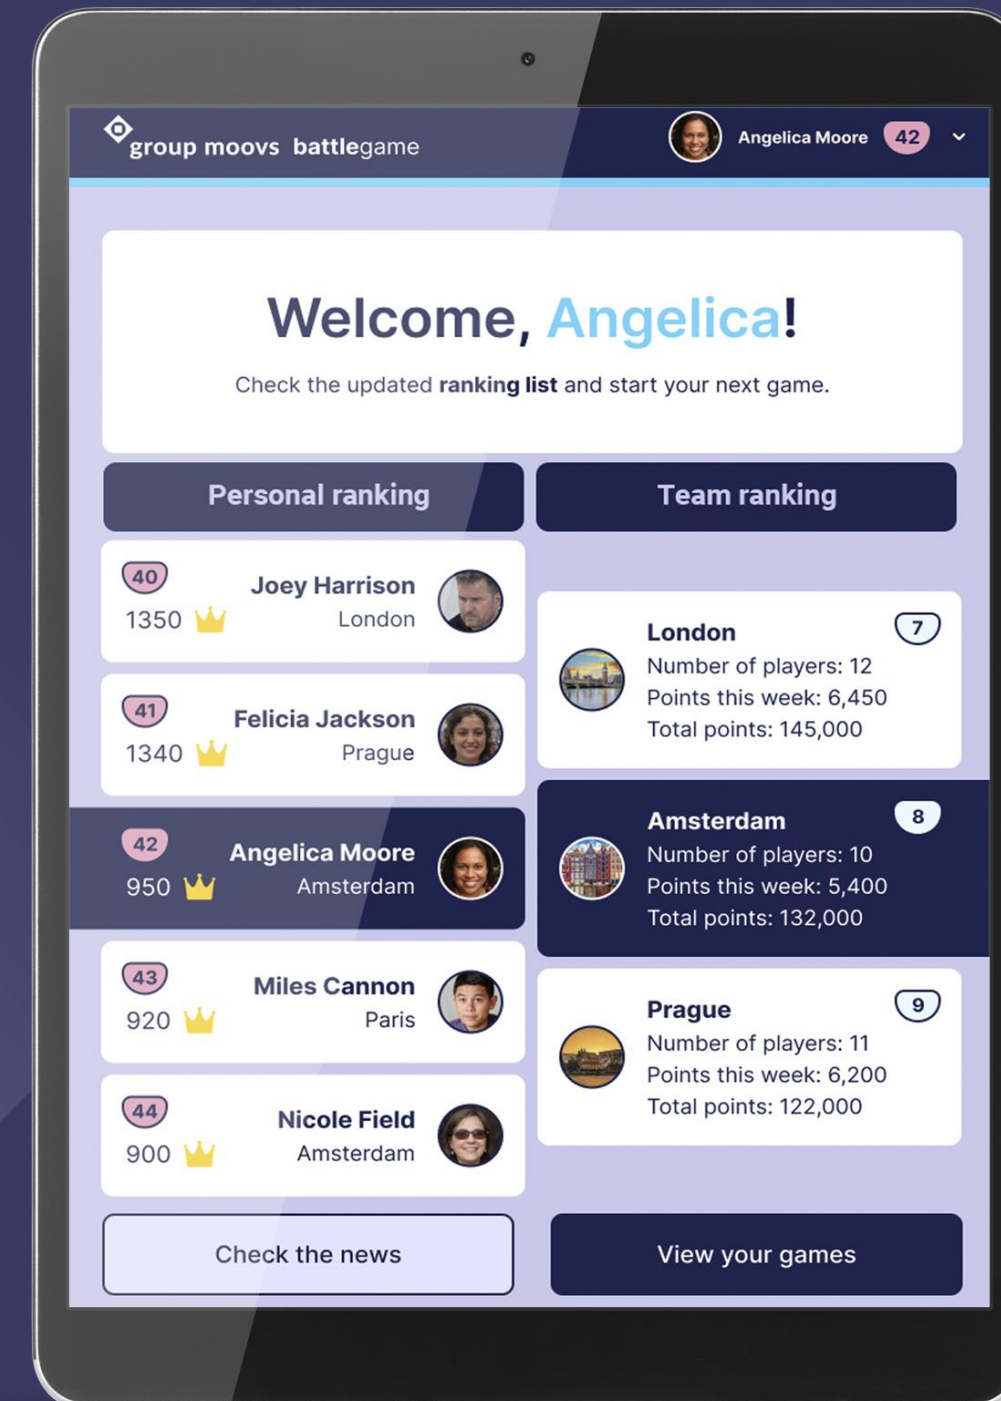 group moovs battlegame
Angelica Moore 42
Welcome, Angelica!
Check the updated ranking list and start your next game.
Personal ranking
40
Joey Harrison
1350
London
41
Felicia Jackson
1340
Prague
42
Angelica Moore
950
Amsterdam
43
Miles Cannon
920
Paris
44
Nicole Field
900
Amsterdam
Team ranking
London
7
Number of players: 12
Points this week: 6,450
Total points: 145,000
Amsterdam
8
Number of players: 10
Points this week: 5,400
Total points: 132,000
Prague
9
Number of players: 11
Points this week: 6,200
Total points: 122,000
Check the news
View your games